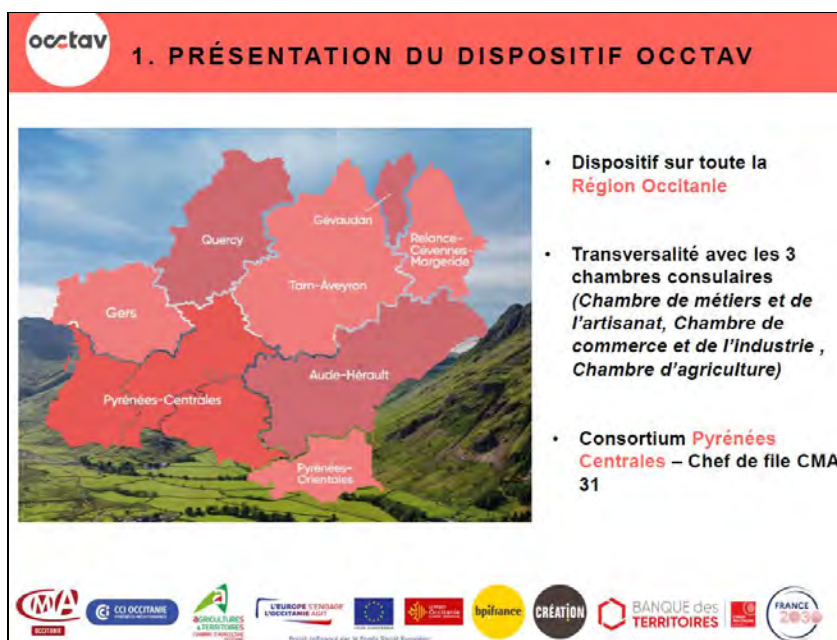 occtav
1. PRÉSENTATION DU DISPOSITIF OCCTAV
Gévaudan
Quercy
Relance-
Cévennes-
Margeride
Tarn-Aveyron
Gers
Aude-Hérault
Pyrénées-Centrales
Pyrénées-
Orientales
• Dispositif sur toute la
Région Occitanie
• Transversalité avec les 3
chambres consulaires
(Chambre de métiers et de
l'artisanat, Chambre de
commerce et de l'industrie ,
Chambre d'agriculture)
• Consortium Pyrénées
Centrales – Chef de file CMA
31
CMA
OCCITANIE
CCI OCCITANIE
AGRICULTURES
& TERRITOIRES
L'EUROPE S'ENGAGE
L'OCCITANIE AGIT
bpifrance
CRÉATION
BANQUE des
TERRITOIRES
FRANCE
2030